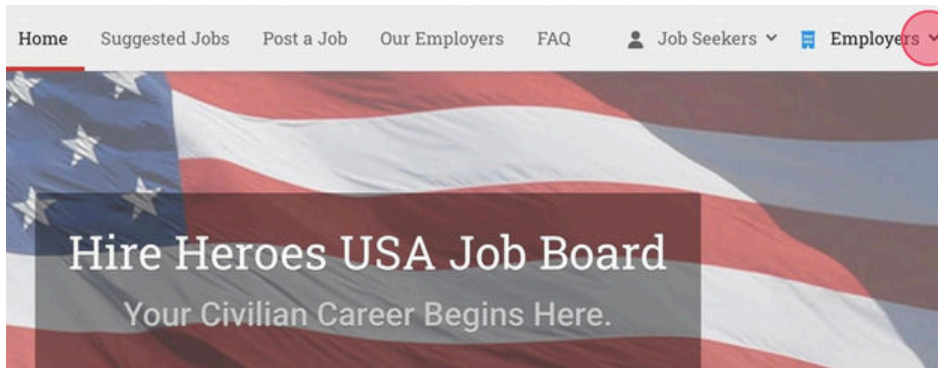 Home Suggested Jobs Post a Job Our Employers FAQ Job Seekers Employers
Hire Heroes USA Job Board
Your Civilian Career Begins Here.